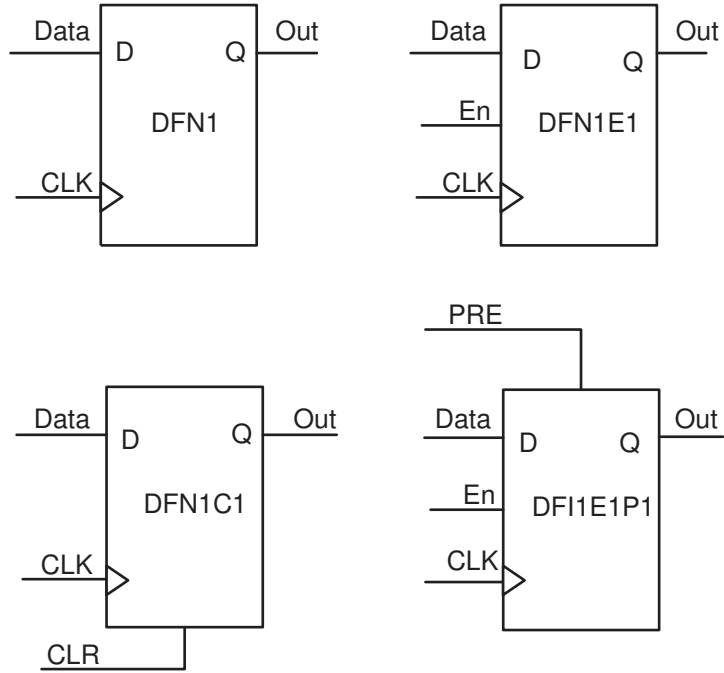 Data
Out
D
Q
DFN1
CLK
Data
Out
D
Q
En
DFN1E1
CLK
Data
Out
D
Q
DFN1C1
CLK
CLR
PRE
Data
Out
D
Q
En
DFI1E1P1
CLK